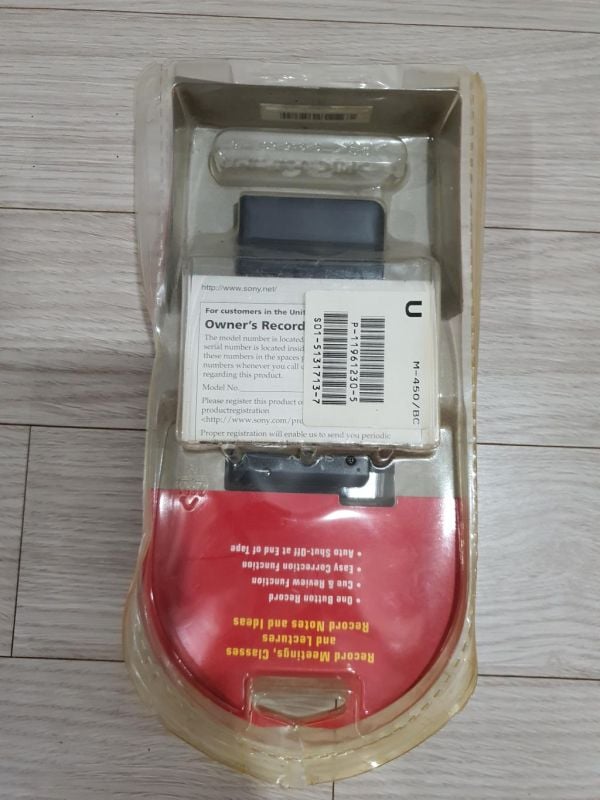 http://www.sony.net/
For customers in the Unit
Owner's Record
The model number is located
serial number is located insid
these numbers in the spaces p
numbers whenever you call u
regarding this product.
Model No.
Please register this product o
productregistration
<http://www.sony.com/pro
Proper registration will enable us to send you periodic
U
M-450/BC
P-11961230-5
S01-5131713-7
Record Meetings, Classes
and Lectures
Record Notes and Ideas
• One Button Record
• Cue & Review Function
• Easy Correction Function
• Auto Shut-Off at End of Tape